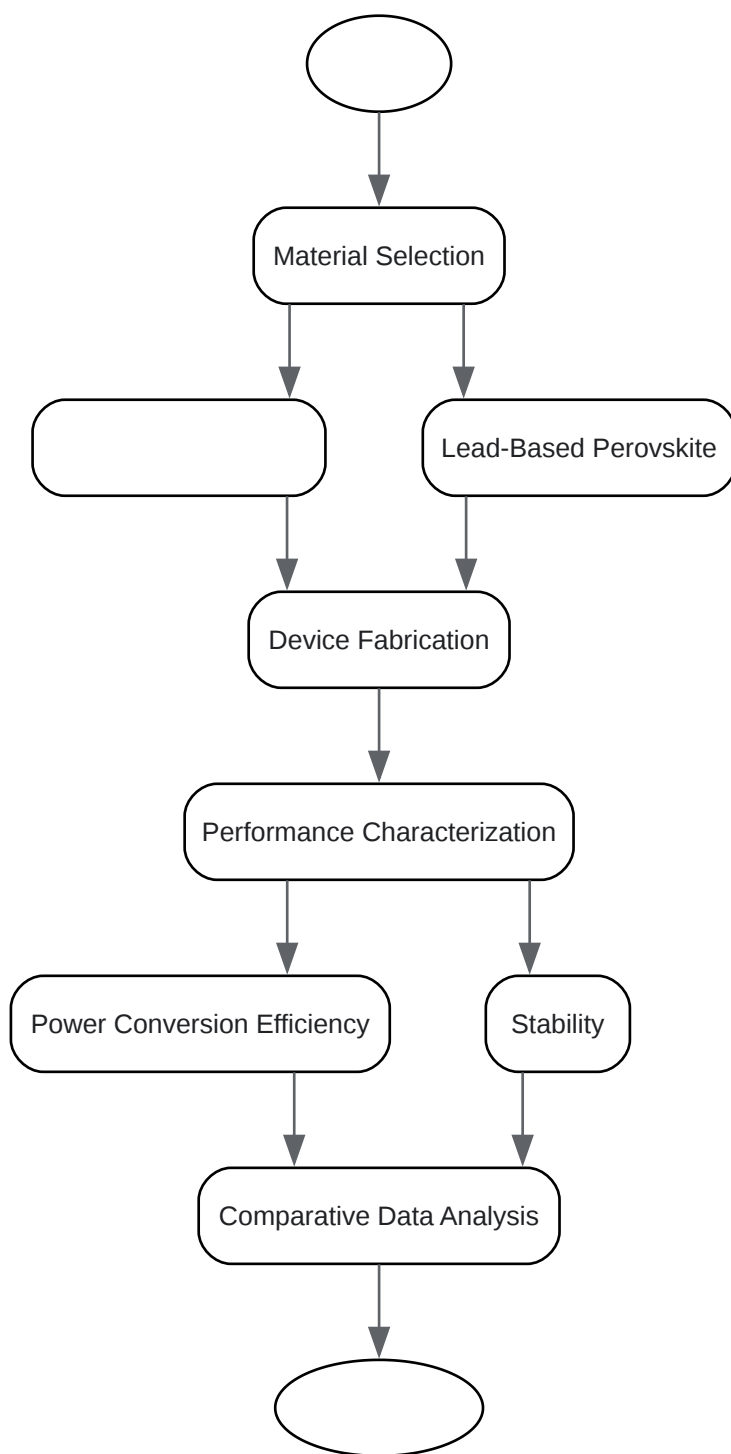 Material Selection
Lead-Based Perovskite
Device Fabrication
Performance Characterization
Power Conversion Efficiency
Stability
Comparative Data Analysis